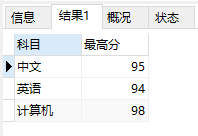 信息 结果1 概况 状态
科目 最高分
中文 95
英语 94
计算机 98